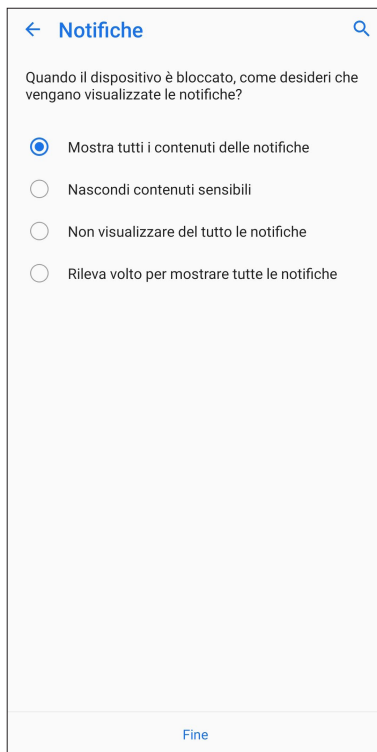 Notifiche
Quando il dispositivo è bloccato, come desideri che
vengano visualizzate le notifiche?
Mostra tutti i contenuti delle notifiche
Nascondi contenuti sensibili
Non visualizzare del tutto le notifiche
Rileva volto per mostrare tutte le notifiche
Fine